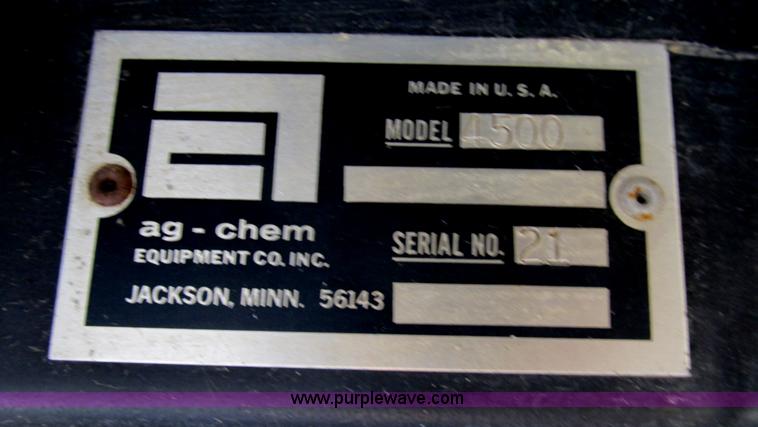 MADE IN U. S. A.
MODEL 4500
ag - chem
EQUIPMENT CO. INC.
SERIAL NO. 21
JACKSON, MINN. 56143
www.purplewave.com